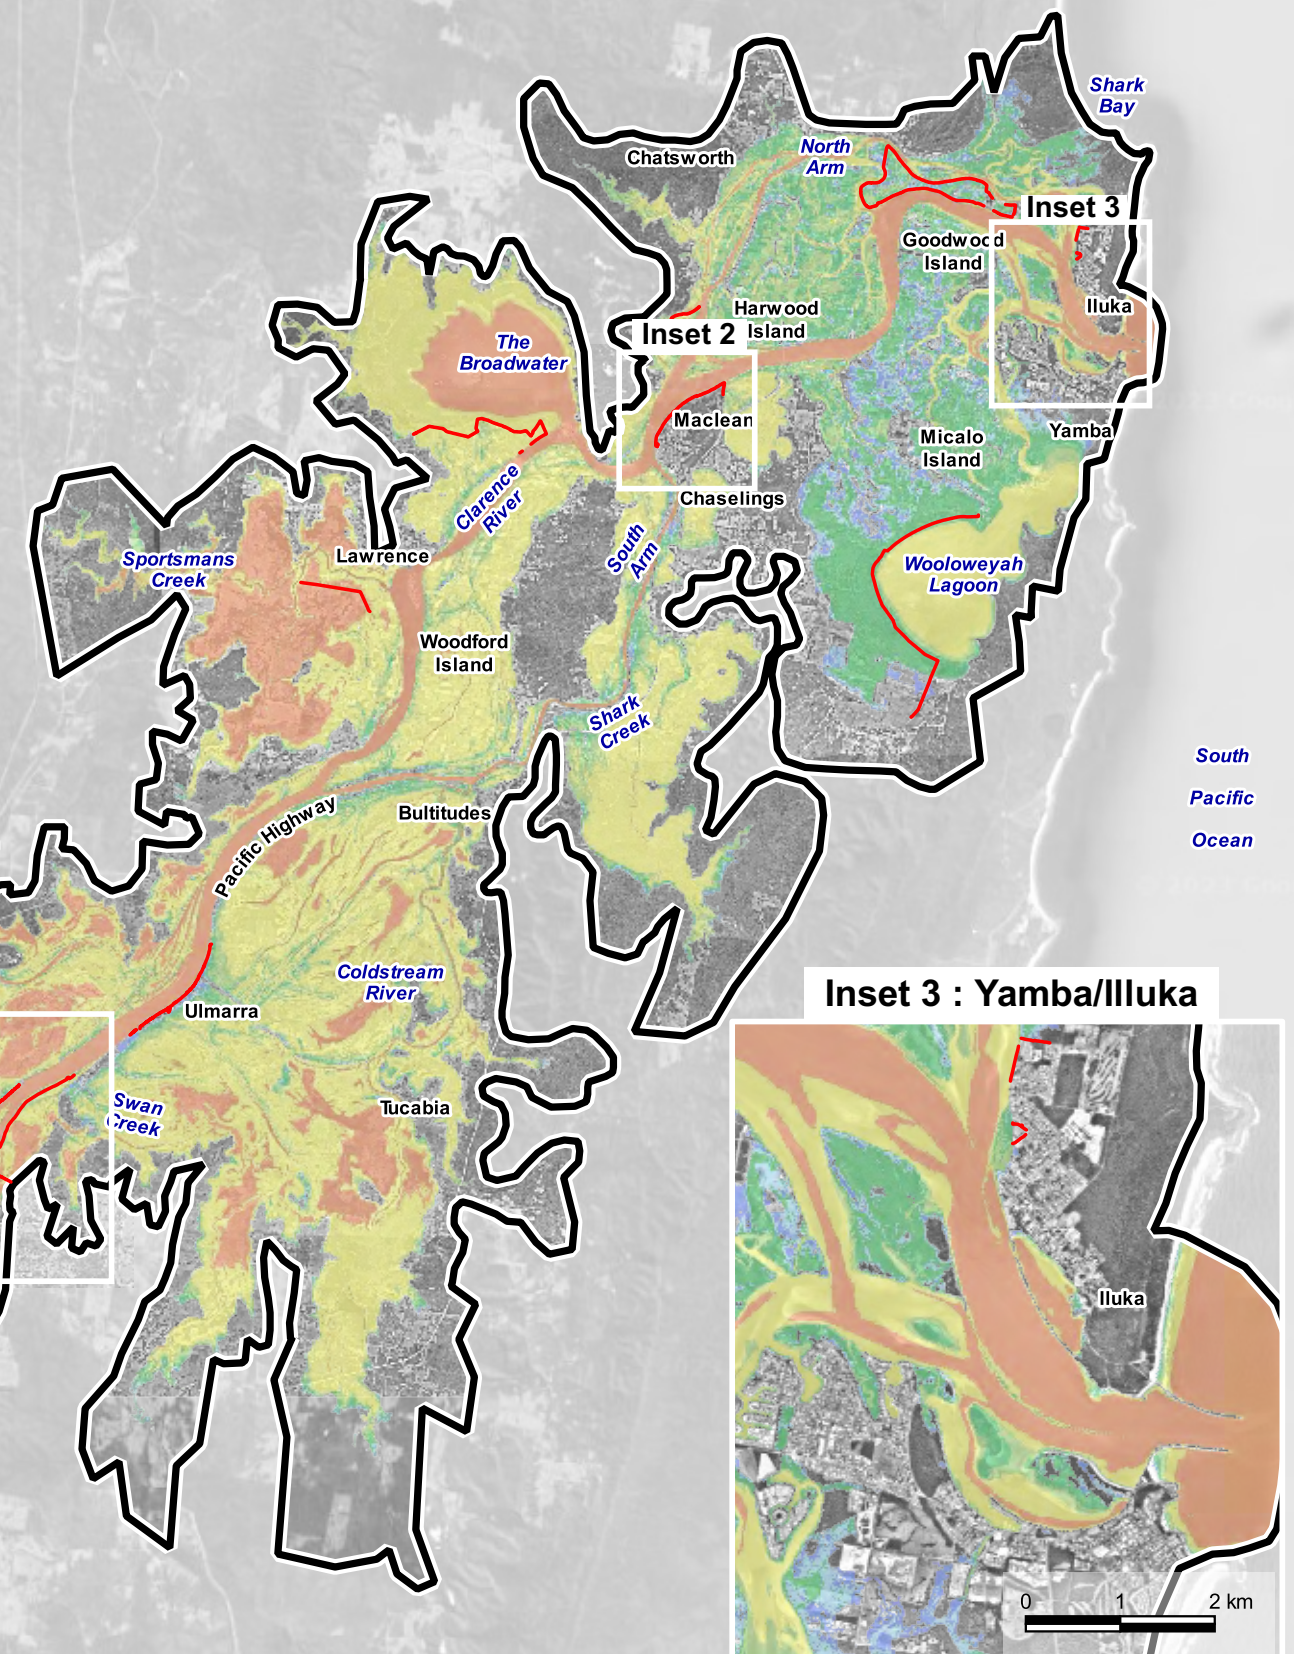 Shark
Bay
Chatsworth
North
Arm
Inset 3
Goodwood
Island
Iluka
Harwood
Island
Inset 2
The
Broadwater
Maclean
Micalo
Island
Yamba
Chaselings
Clarence
River
South
Arm
Sportsmans
Creek
Lawrence
Wooloweyah
Lagoon
Woodford
Island
Shark
Creek
South
Pacific
Ocean
Bultitudes
Pacific Highway
Coldstream
River
Ulmarra
Inset 3 : Yamba/Illuka
Swan
Creek
Tucabia
Iluka
0 1 2 km